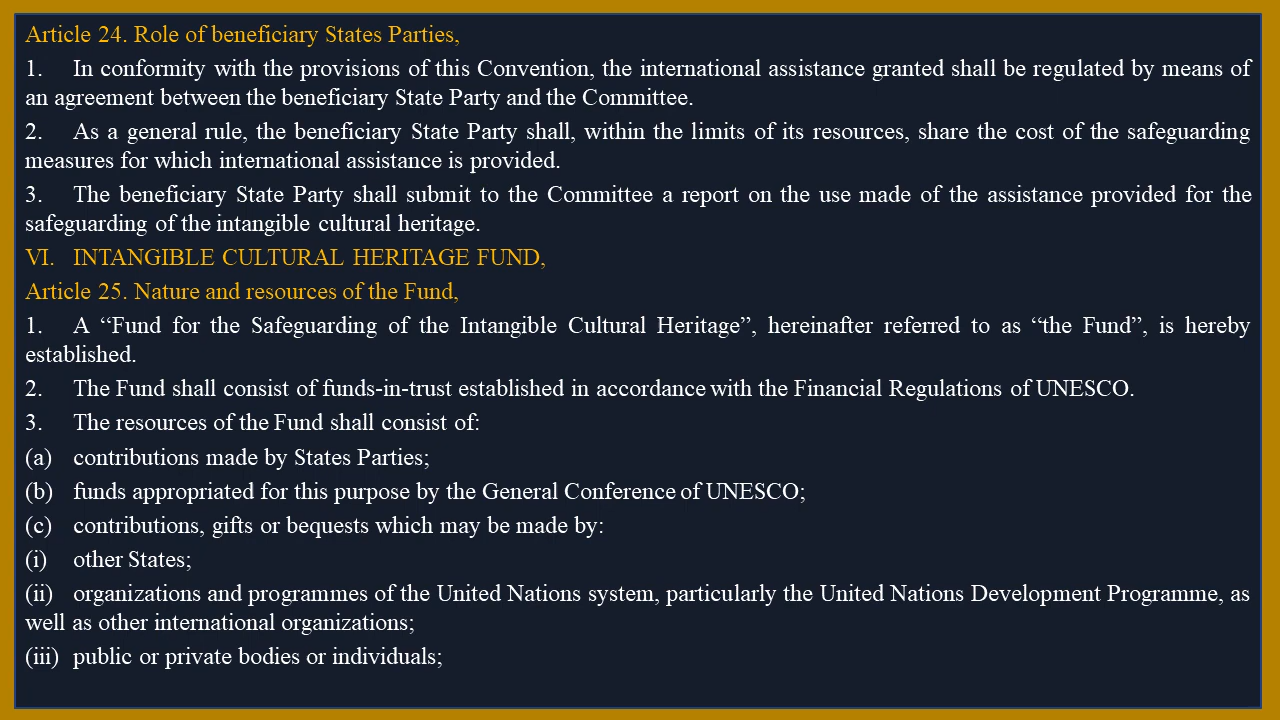 Article 24. Role of beneficiary States Parties,
1. In conformity with the provisions of this Convention, the international assistance granted shall be regulated by means of
an agreement between the beneficiary State Party and the Committee.
2. As a general rule, the beneficiary State Party shall, within the limits of its resources, share the cost of the safeguarding
measures for which international assistance is provided.
3. The beneficiary State Party shall submit to the Committee a report on the use made of the assistance provided for the
safeguarding of the intangible cultural heritage.
VI. INTANGIBLE CULTURAL HERITAGE FUND,
Article 25. Nature and resources of the Fund,
1. A “Fund for the Safeguarding of the Intangible Cultural Heritage”, hereinafter referred to as “the Fund”, is hereby
established.
2. The Fund shall consist of funds-in-trust established in accordance with the Financial Regulations of UNESCO.
3. The resources of the Fund shall consist of:
(a) contributions made by States Parties;
(b) funds appropriated for this purpose by the General Conference of UNESCO;
(c) contributions, gifts or bequests which may be made by:
(i) other States;
(ii) organizations and programmes of the United Nations system, particularly the United Nations Development Programme, as
well as other international organizations;
(iii) public or private bodies or individuals;